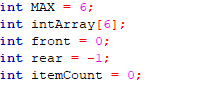 int MAX = 6;
int intArray[6];
int front = 0;
int rear = -1;
int itemCount = 0;